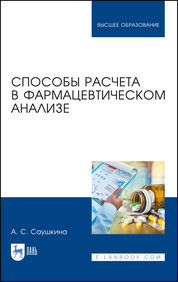 ВЫСШЕЕ ОБРАЗОВАНИЕ
СПОСОБЫ РАСЧЕТА
В ФАРМАЦЕВТИЧЕСКОМ
АНАЛИЗЕ
А. С. Саушкина
ЛАНЬ
E.LANBOOK.COM